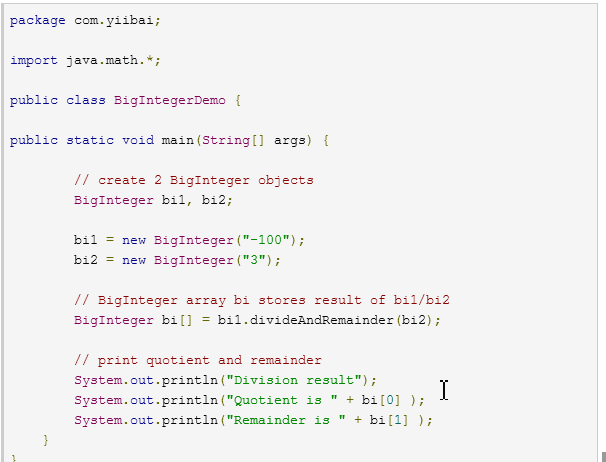 package com.yiibai;
import java.math.*;
public class BigIntegerDemo {
public static void main(String[] args) {
// create 2 BigInteger objects
BigInteger bi1, bi2;
bi1 = new BigInteger("-100");
bi2 = new BigInteger("3");
// BigInteger array bi stores result of bi1/bi2
BigInteger bi[] = bi1.divideAndRemainder(bi2);
// print quotient and remainder
System.out.println("Division result");
System.out.println("Quotient is " + bi[0] );
System.out.println("Remainder is " + bi[1] );
}
}